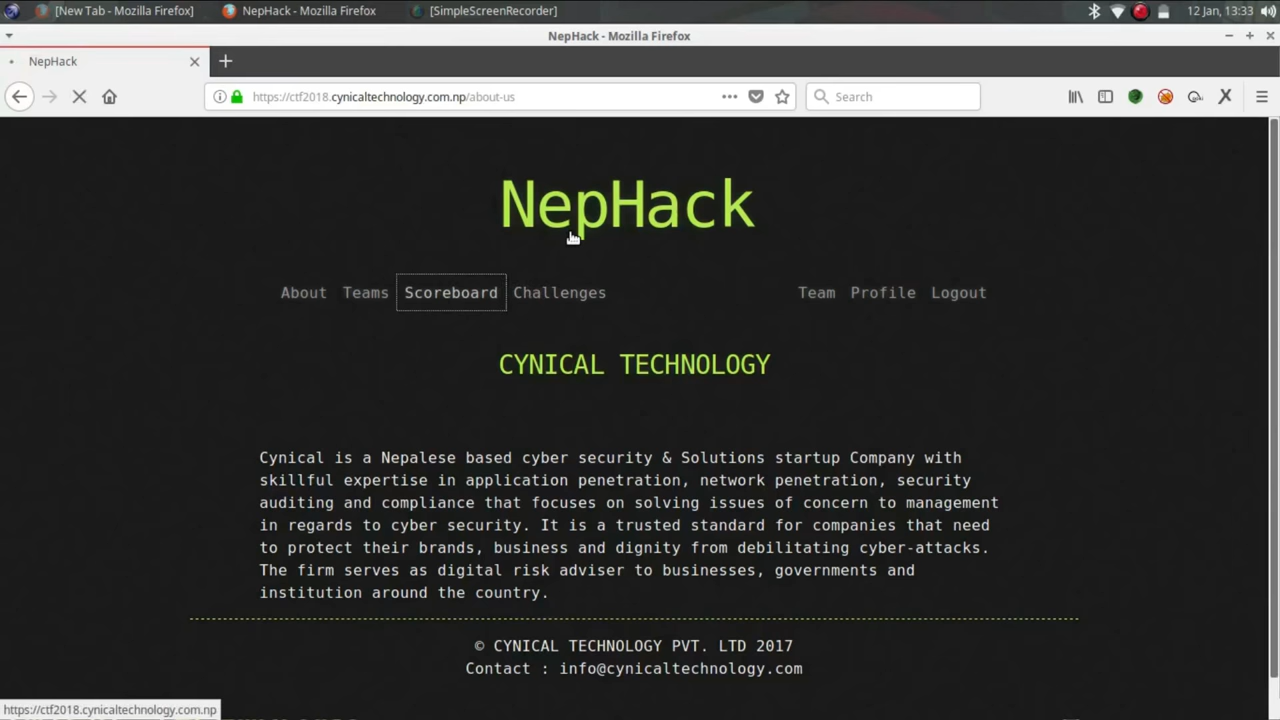 [New Tab - Mozilla Firefox]
NepHack - Mozilla Firefox
[SimpleScreenRecorder]
12 Jan, 13:33
NepHack - Mozilla Firefox
NepHack
https://ctf2018.cynicaltechnology.com.np/about-us
Search
NepHack
About Teams Scoreboard Challenges
Team Profile Logout
CYNICAL TECHNOLOGY
Cynical is a Nepalese based cyber security & Solutions startup Company with
skillful expertise in application penetration, network penetration, security
auditing and compliance that focuses on solving issues of concern to management
in regards to cyber security. It is a trusted standard for companies that need
to protect their brands, business and dignity from debilitating cyber-attacks.
The firm serves as digital risk adviser to businesses, governments and
institution around the country.
© CYNICAL TECHNOLOGY PVT. LTD 2017
Contact : info@cynicaltechnology.com
https://ctf2018.cynicaltechnology.com.np